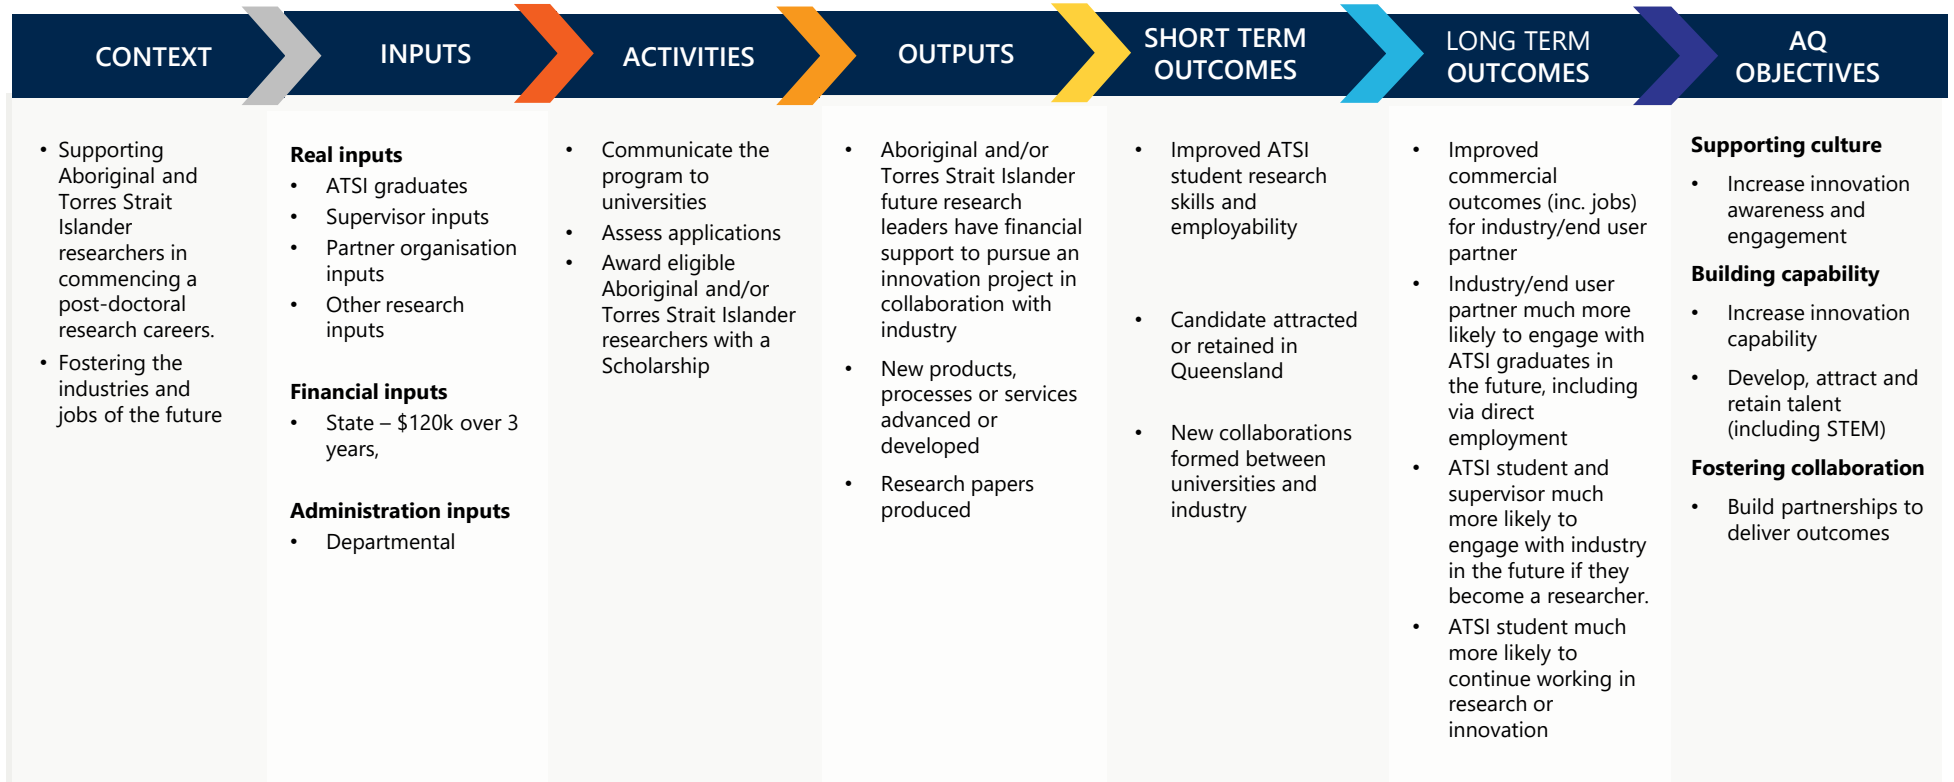 CONTEXT
INPUTS
ACTIVITIES
OUTPUTS
SHORT TERM
OUTCOMES
LONG TERM
OUTCOMES
AQ
OBJECTIVES
• Supporting
Aboriginal and
Torres Strait
Islander
researchers in
commencing a
post-doctoral
research careers.
• Fostering the
industries and
jobs of the future
Real inputs
• ATSI graduates
• Supervisor inputs
• Partner organisation
inputs
• Other research
inputs
Financial inputs
• State – $120k over 3
years,
Administration inputs
• Departmental
• Communicate the
program to
universities
• Assess applications
• Award eligible
Aboriginal and/or
Torres Strait Islander
researchers with a
Scholarship
• Aboriginal and/or
Torres Strait Islander
future research
leaders have financial
support to pursue an
innovation project in
collaboration with
industry
• New products,
processes or services
advanced or
developed
• Research papers
produced
• Improved ATSI
student research
skills and
employability
• Candidate attracted
or retained in
Queensland
• New collaborations
formed between
universities and
industry
• Improved
commercial
outcomes (inc. jobs)
for industry/end user
partner
• Industry/end user
partner much more
likely to engage with
ATSI graduates in
the future, including
via direct
employment
• ATSI student and
supervisor much
more likely to
engage with industry
in the future if they
become a researcher.
• ATSI student much
more likely to
continue working in
research or
innovation
Supporting culture
• Increase innovation
awareness and
engagement
Building capability
• Increase innovation
capability
• Develop, attract and
retain talent
(including STEM)
Fostering collaboration
• Build partnerships to
deliver outcomes